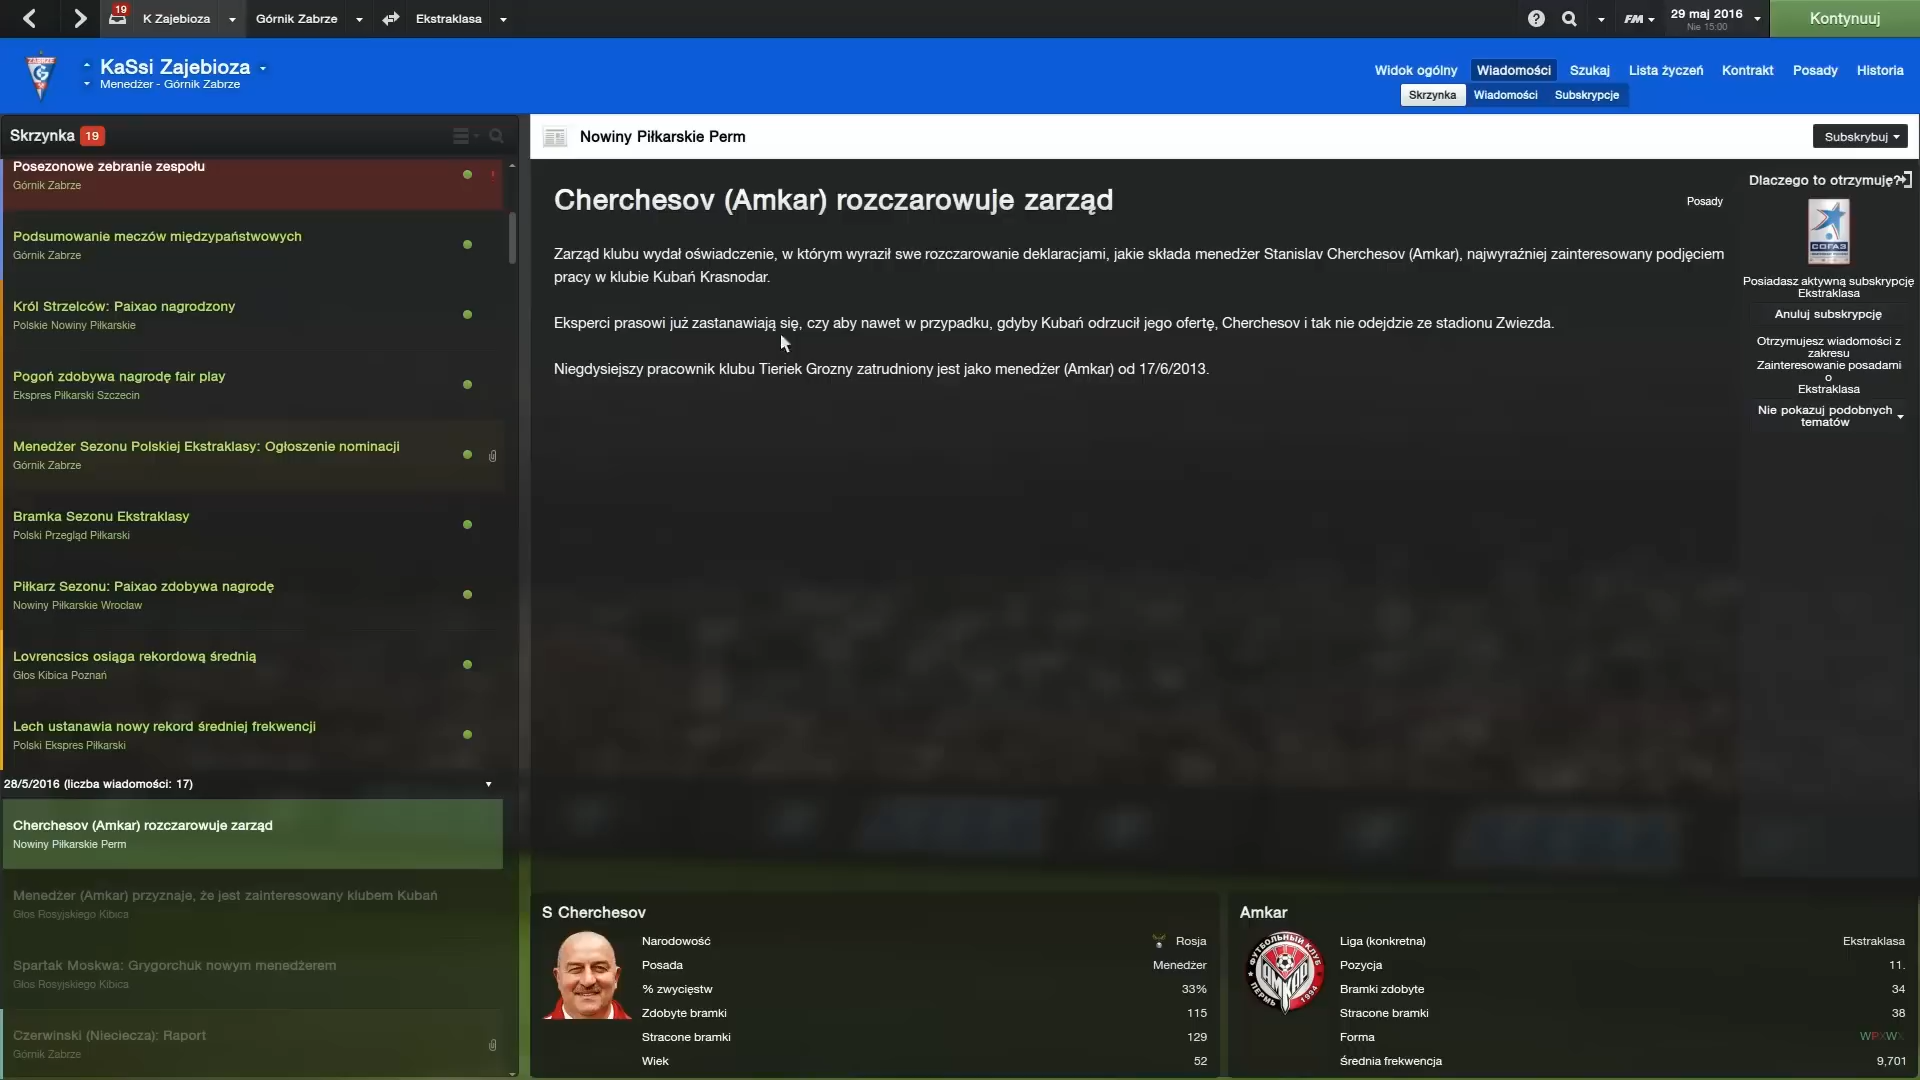 19
K Zajebioza
Górnik Zabrze
Ekstraklasa
FM
29 maj 2016
Nie 15:00
Kontynuuj
KaSsi Zajebioza
Menedżer - Górnik Zabrze
Widok ogólny
Wiadomości
Szukaj
Lista życzeń
Kontrakt
Posady
Historia
Skrzynka
Wiadomości
Subskrypcje
Skrzynka 19
Posezonowe zebranie zespołu
Górnik Zabrze
Podsumowanie meczów międzypaństwowych
Górnik Zabrze
Król Strzelców: Paixao nagrodzony
Polskie Nowiny Piłkarskie
Pogoń zdobywa nagrodę fair play
Ekspres Piłkarski Szczecin
Menedżer Sezonu Polskiej Ekstraklasy: Ogłoszenie nominacji
Górnik Zabrze
Bramka Sezonu Ekstraklasy
Polski Przegląd Piłkarski
Piłkarz Sezonu: Paixao zdobywa nagrodę
Nowiny Piłkarskie Wrocław
Lovrencsics osiąga rekordową średnią
Głos Kibica Poznań
Lech ustanawia nowy rekord średniej frekwencji
Polski Ekspres Piłkarski
28/5/2016 (liczba wiadomości: 17)
Cherchesov (Amkar) rozczarowuje zarząd
Nowiny Piłkarskie Perm
Menedżer (Amkar) przyznaje, że jest zainteresowany klubem Kubań
Głos Rosyjskiego Kibica
Spartak Moskwa: Grygorchuk nowym menedżerem
Głos Rosyjskiego Kibica
Czerwinski (Nieciecza): Raport
Górnik Zabrze
Nowiny Piłkarskie Perm
Subskrybuj
Cherchesov (Amkar) rozczarowuje zarząd
Posady
Zarząd klubu wydał oświadczenie, w którym wyraził swe rozczarowanie deklaracjami, jakie składa menedżer Stanislav Cherchesov (Amkar), najwyraźniej zainteresowany podjęciem
pracy w klubie Kubań Krasnodar.
Eksperci prasowi już zastanawiają się, czy aby nawet w przypadku, gdyby Kubań odrzucił jego ofertę, Cherchesov i tak nie odejdzie ze stadionu Zwiezda.
Niegdysiejszy pracownik klubu Tieriek Grozny zatrudniony jest jako menedżer (Amkar) od 17/6/2013.
Dlaczego to otrzymuję?
СОГАЗ
Posiadasz aktywną subskrypcję
Ekstraklasa
Anuluj subskrypcję
Otrzymujesz wiadomości z
zakresu
Zainteresowanie posadami
o
Ekstraklasa
Nie pokazuj podobnych
tematów
S Cherchesov
Narodowość Rosja
Posada Menedżer
% zwycięstw 33%
Zdobyte bramki 115
Stracone bramki 129
Wiek 52
Amkar
ФУТБОЛЬНЫЙ КЛУБ
АМКАР
ПЕРМЬ 1994
Liga (konkretna) Ekstraklasa
Pozycja 11.
Bramki zdobyte 34
Stracone bramki 38
Forma
Średnia frekwencja 9,701